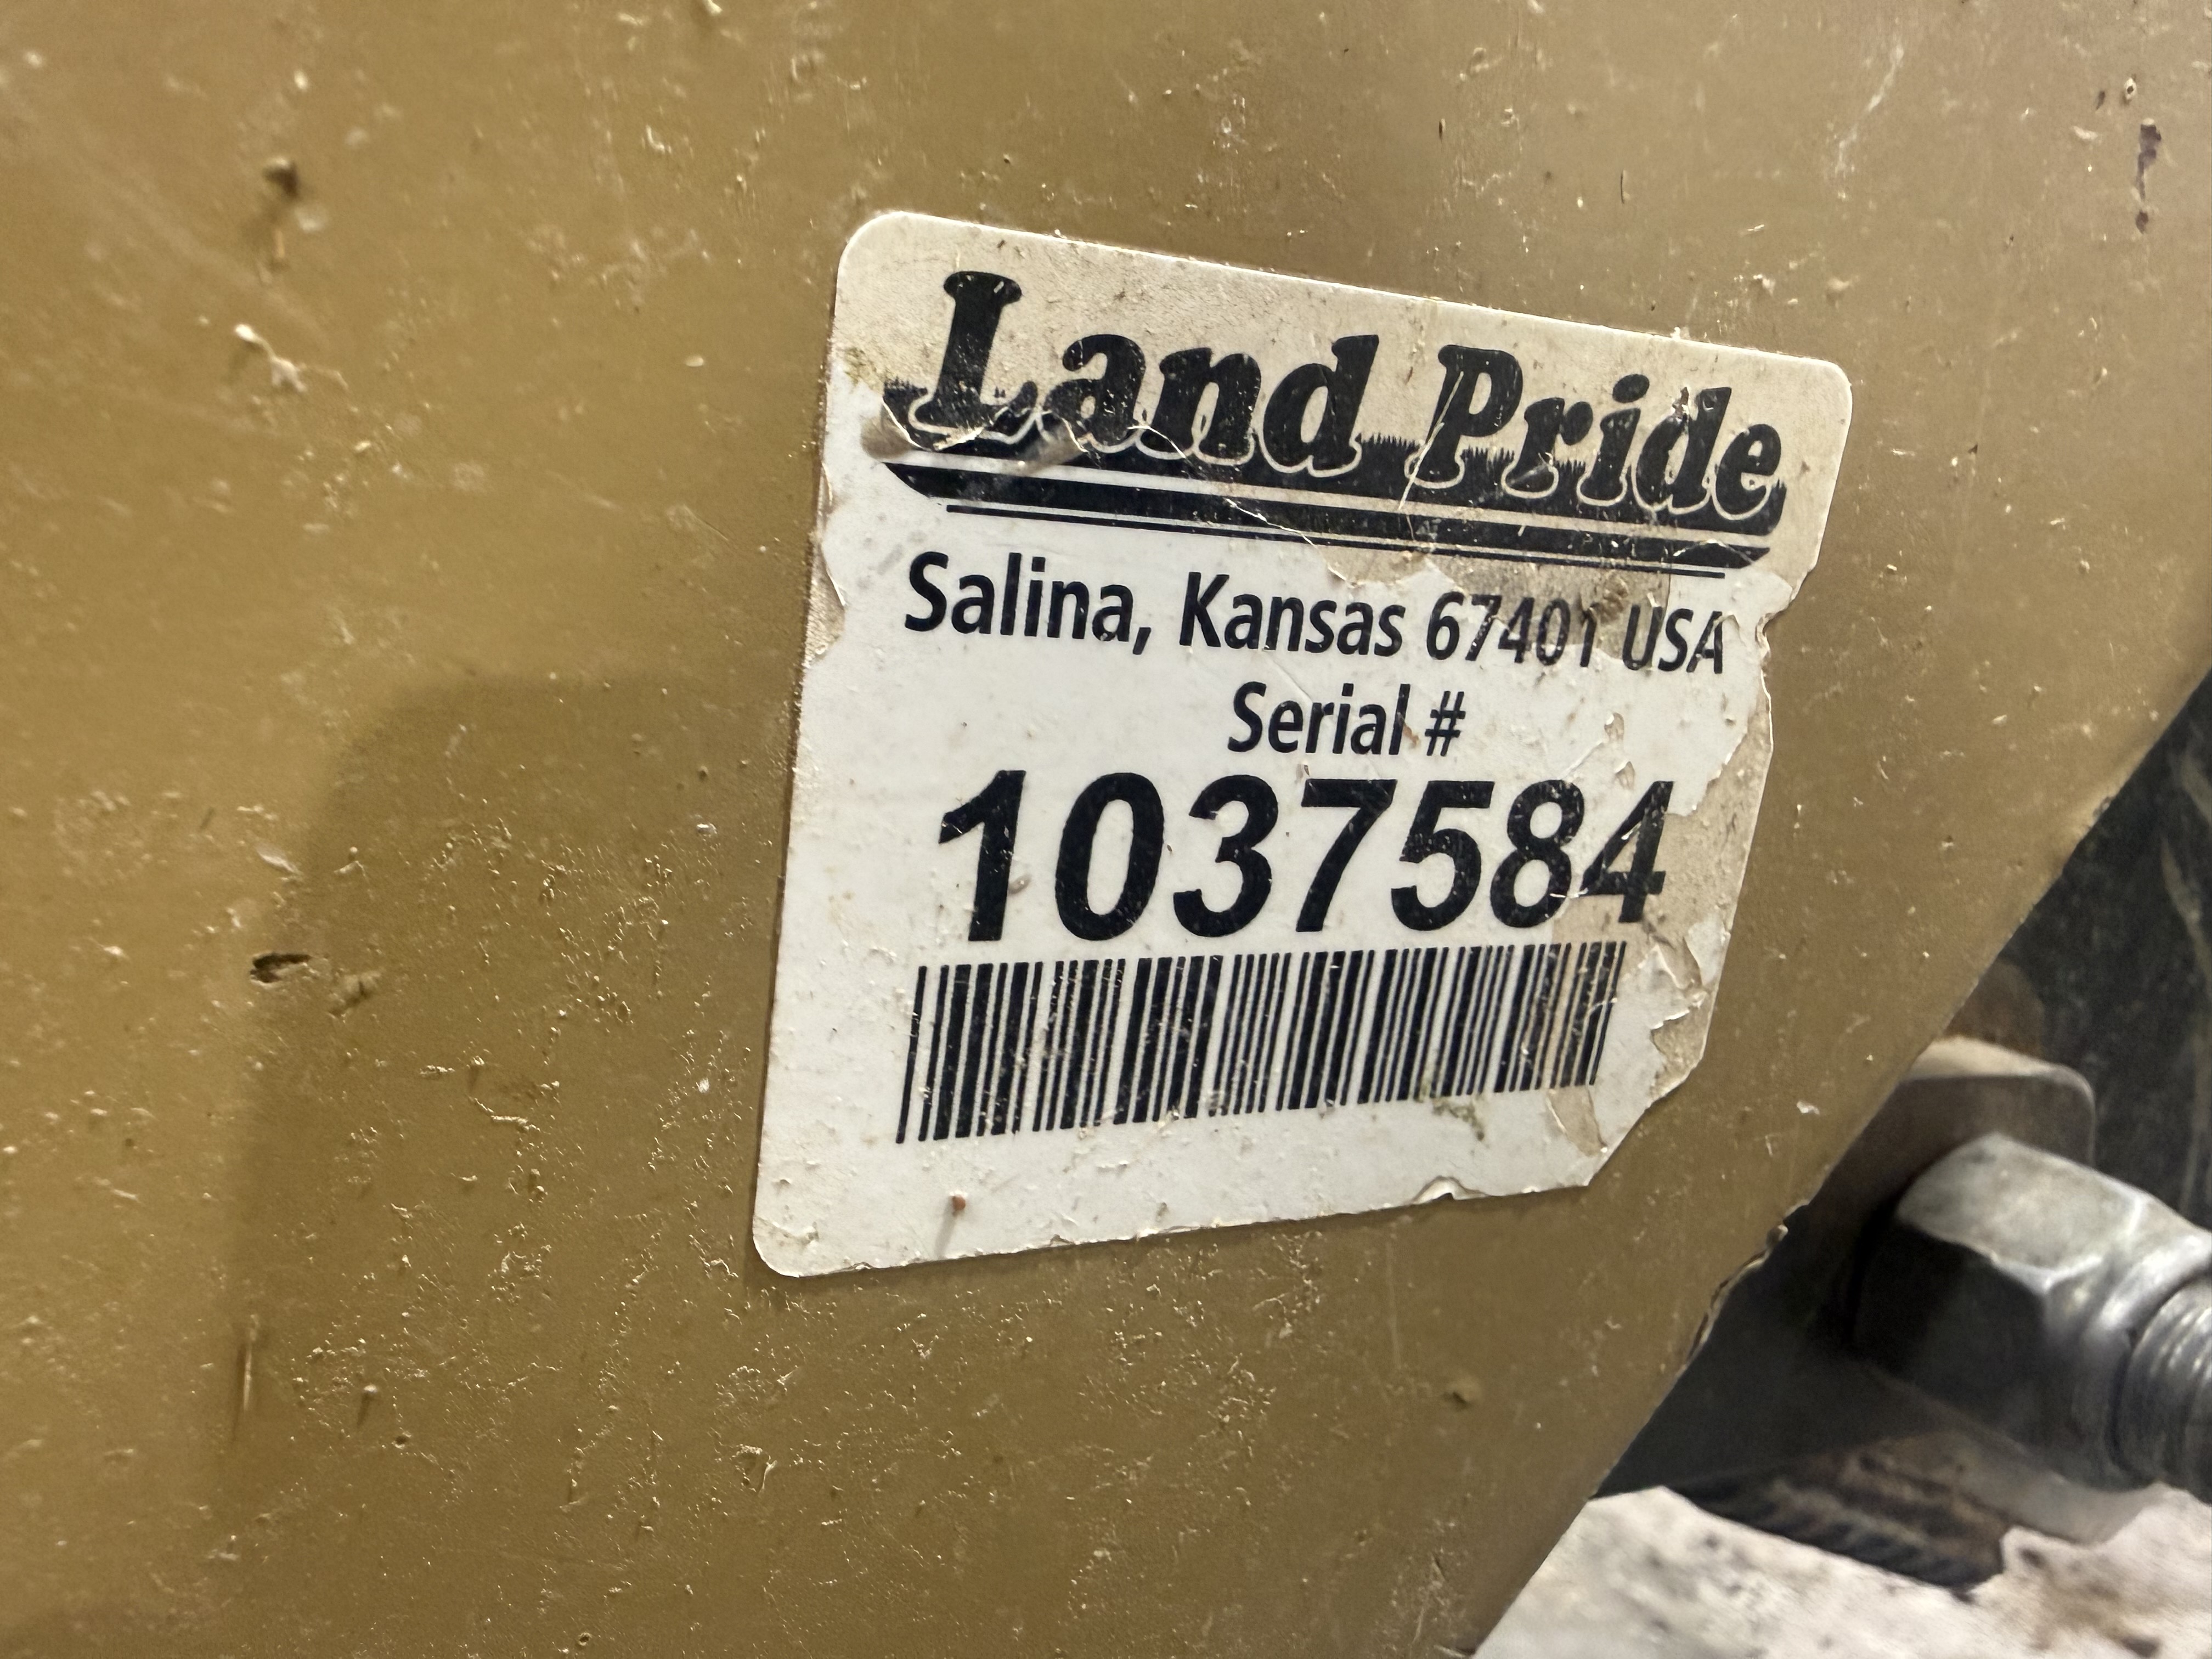 Land Pride
Salina, Kansas 67401 USA
Serial #
1037584